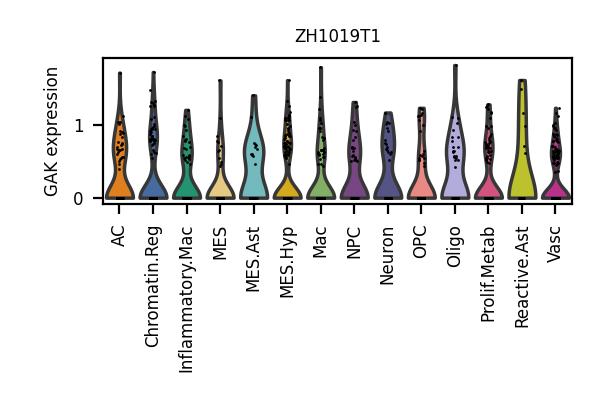 ZH1019T1
GAK expression
1
0
AC
Chromatin.Reg
Inflammatory.Mac
MES
MES.Ast
MES.Hyp
Mac
NPC
Neuron
OPC
Oligo
Prolif.Metab
Reactive.Ast
Vasc